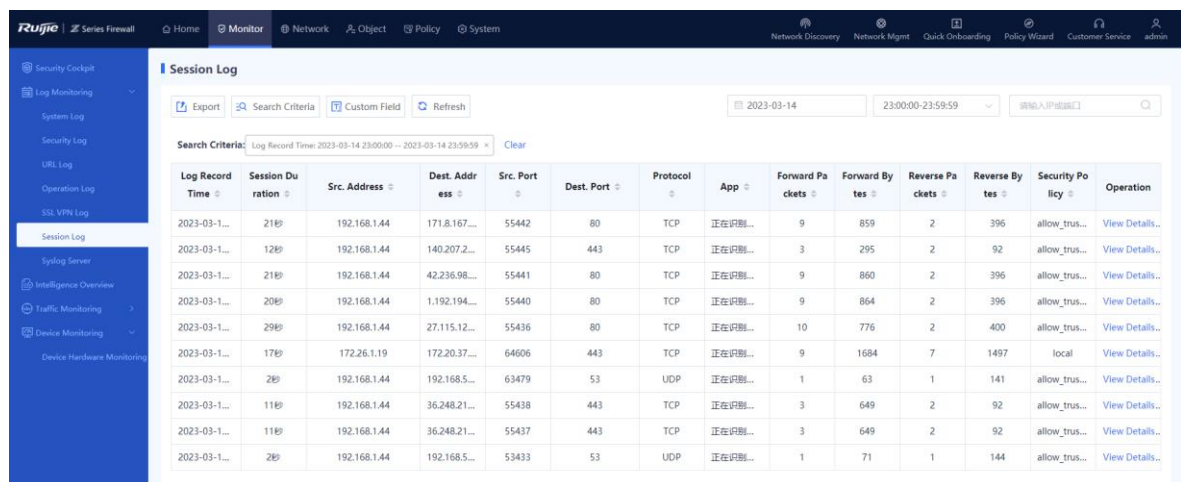 Ruijie | Z Series Firewall
Home Monitor Network Object Policy System
Network Discovery Network Mgmt Quick Onboarding Policy Wizard Customer Service admin
Security Cockpit
Log Monitoring
System Log
Security Log
URL Log
Operation Log
SSL VPN Log
Session Log
Syslog Server
Intelligence Overview
Traffic Monitoring
Device Monitoring
Device Hardware Monitoring
Session Log
Export Search Criteria Custom Field Refresh 2023-03-14 23:00:00-23:59:59 请输入IP或端口
Search Criteria: Log Record Time: 2023-03-14 23:00:00 -- 2023-03-14 23:59:59 × Clear
Log Record Session Du Src. Address Dest. Addr Src. Port Dest. Port Protocol App Forward Pa Forward By Reverse Pa Reverse By Security Po Operation
Time ration ess ckets tes ckets tes licy
2023-03-1... 21秒 192.168.1.44 171.8.167.... 55442 80 TCP 正在识别... 9 859 2 396 allow_trus... View Details..
2023-03-1... 12秒 192.168.1.44 140.207.2... 55435 443 TCP 正在识别... 3 295 2 92 allow_trus... View Details..
2023-03-1... 21秒 192.168.1.44 42.236.98.... 55441 80 TCP 正在识别... 9 860 2 396 allow_trus... View Details..
2023-03-1... 20秒 192.168.1.44 1.192.194.... 55440 80 TCP 正在识别... 9 864 2 396 allow_trus... View Details..
2023-03-1... 29秒 192.168.1.44 27.115.12... 55436 80 TCP 正在识别... 10 776 2 400 allow_trus... View Details..
2023-03-1... 17秒 172.26.1.19 172.20.37.... 64606 443 TCP 正在识别... 9 1684 7 1497 local View Details..
2023-03-1... 2秒 192.168.1.44 192.168.5... 63479 53 UDP 正在识别... 1 63 1 141 allow_trus... View Details..
2023-03-1... 11秒 192.168.1.44 36.248.21... 55438 443 TCP 正在识别... 3 649 2 92 allow_trus... View Details..
2023-03-1... 11秒 192.168.1.44 36.248.21... 55437 443 TCP 正在识别... 3 649 2 92 allow_trus... View Details..
2023-03-1... 2秒 192.168.1.44 192.168.5... 53433 53 UDP 正在识别... 1 71 1 144 allow_trus... View Details..